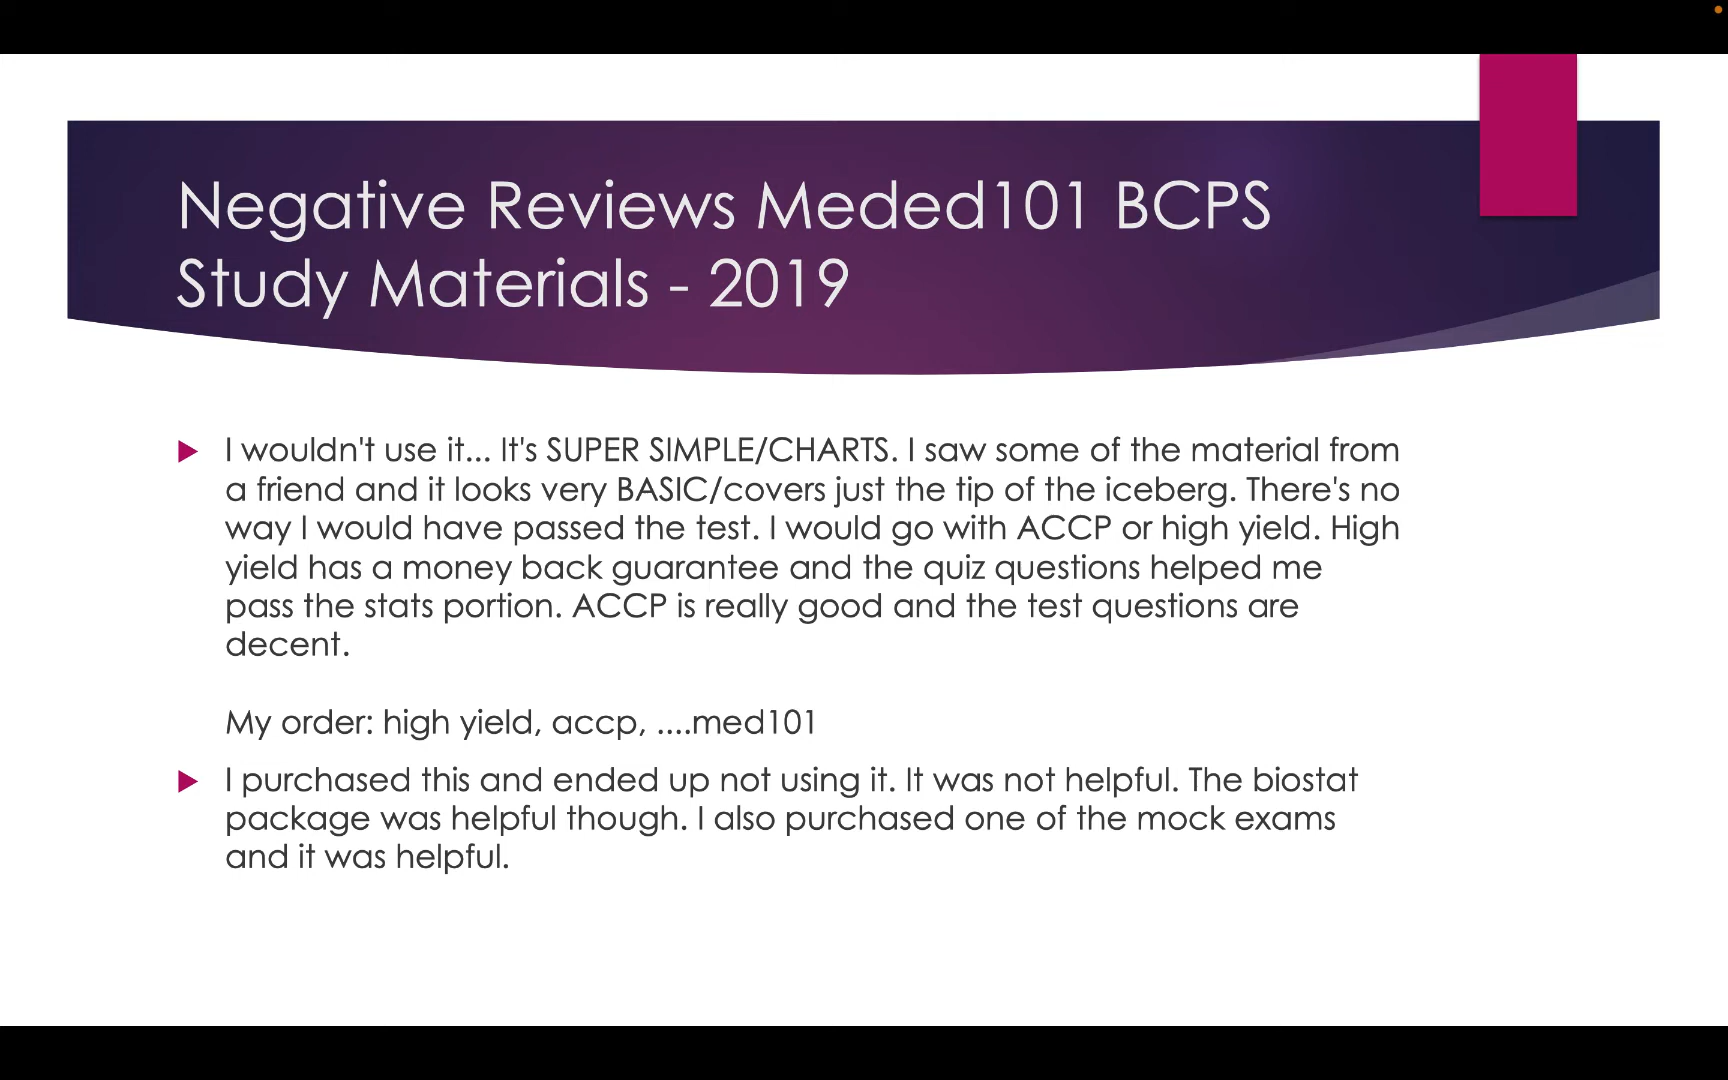 Negative Reviews Meded101 BCPS
Study Materials - 2019
I wouldn't use it... It's SUPER SIMPLE/CHARTS. I saw some of the material from
a friend and it looks very BASIC/covers just the tip of the iceberg. There's no
way I would have passed the test. I would go with ACCP or high yield. High
yield has a money back guarantee and the quiz questions helped me
pass the stats portion. ACCP is really good and the test questions are
decent.
My order: high yield, accp, ....med101
I purchased this and ended up not using it. It was not helpful. The biostat
package was helpful though. I also purchased one of the mock exams
and it was helpful.